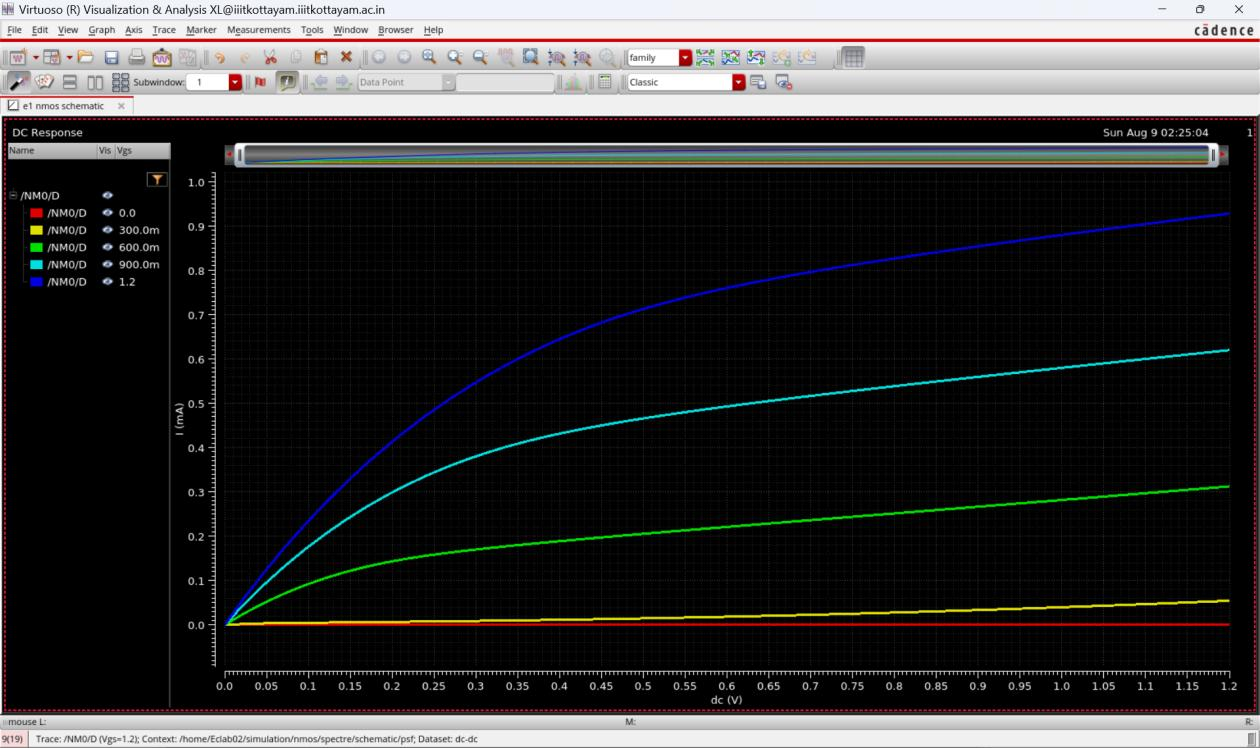 Virtuoso (R) Visualization & Analysis XL@iiitkottayam.iiitkottayam.ac.in
File Edit View Graph Axis Trace Marker Measurements Tools Window Browser Help
cādence
family
Subwindow: 1
Data Point
Classic
e1 nmos schematic
DC Response
Sun Aug 9 02:25:04 1
Name Vis Vgs
/NM0/D
/NM0/D 0.0
/NM0/D 300.0m
/NM0/D 600.0m
/NM0/D 900.0m
/NM0/D 1.2
1.0
0.9
0.8
0.7
0.6
0.5
0.4
0.3
0.2
0.1
0.0
I (mA)
0.0 0.05 0.1 0.15 0.2 0.25 0.3 0.35 0.4 0.45 0.5 0.55 0.6 0.65 0.7 0.75 0.8 0.85 0.9 0.95 1.0 1.05 1.1 1.15 1.2
dc (V)
mouse L: M: R:
9(19) Trace: /NM0/D (Vgs=1.2); Context: /home/Eclab02/simulation/nmos/spectre/schematic/psf; Dataset: dc-dc